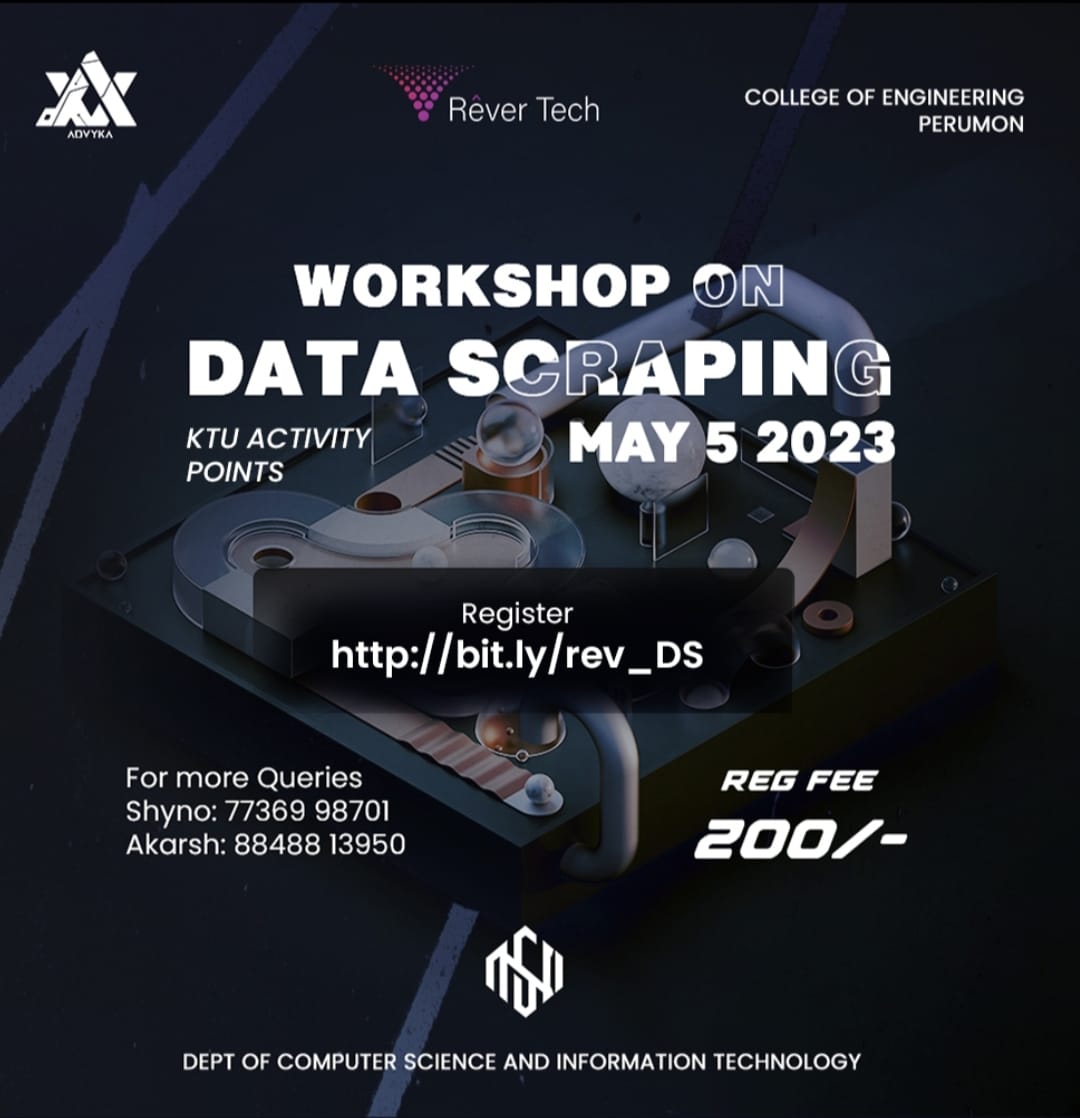 ADVYKA
Rêver Tech
COLLEGE OF ENGINEERING
PERUMON
WORKSHOP ON
DATA SCRAPING
KTU ACTIVITY
POINTS
MAY 5 2023
Register
http://bit.ly/rev_DS
For more Queries
Shyno: 77369 98701
Akarsh: 88488 13950
REG FEE
200/-
DEPT OF COMPUTER SCIENCE AND INFORMATION TECHNOLOGY